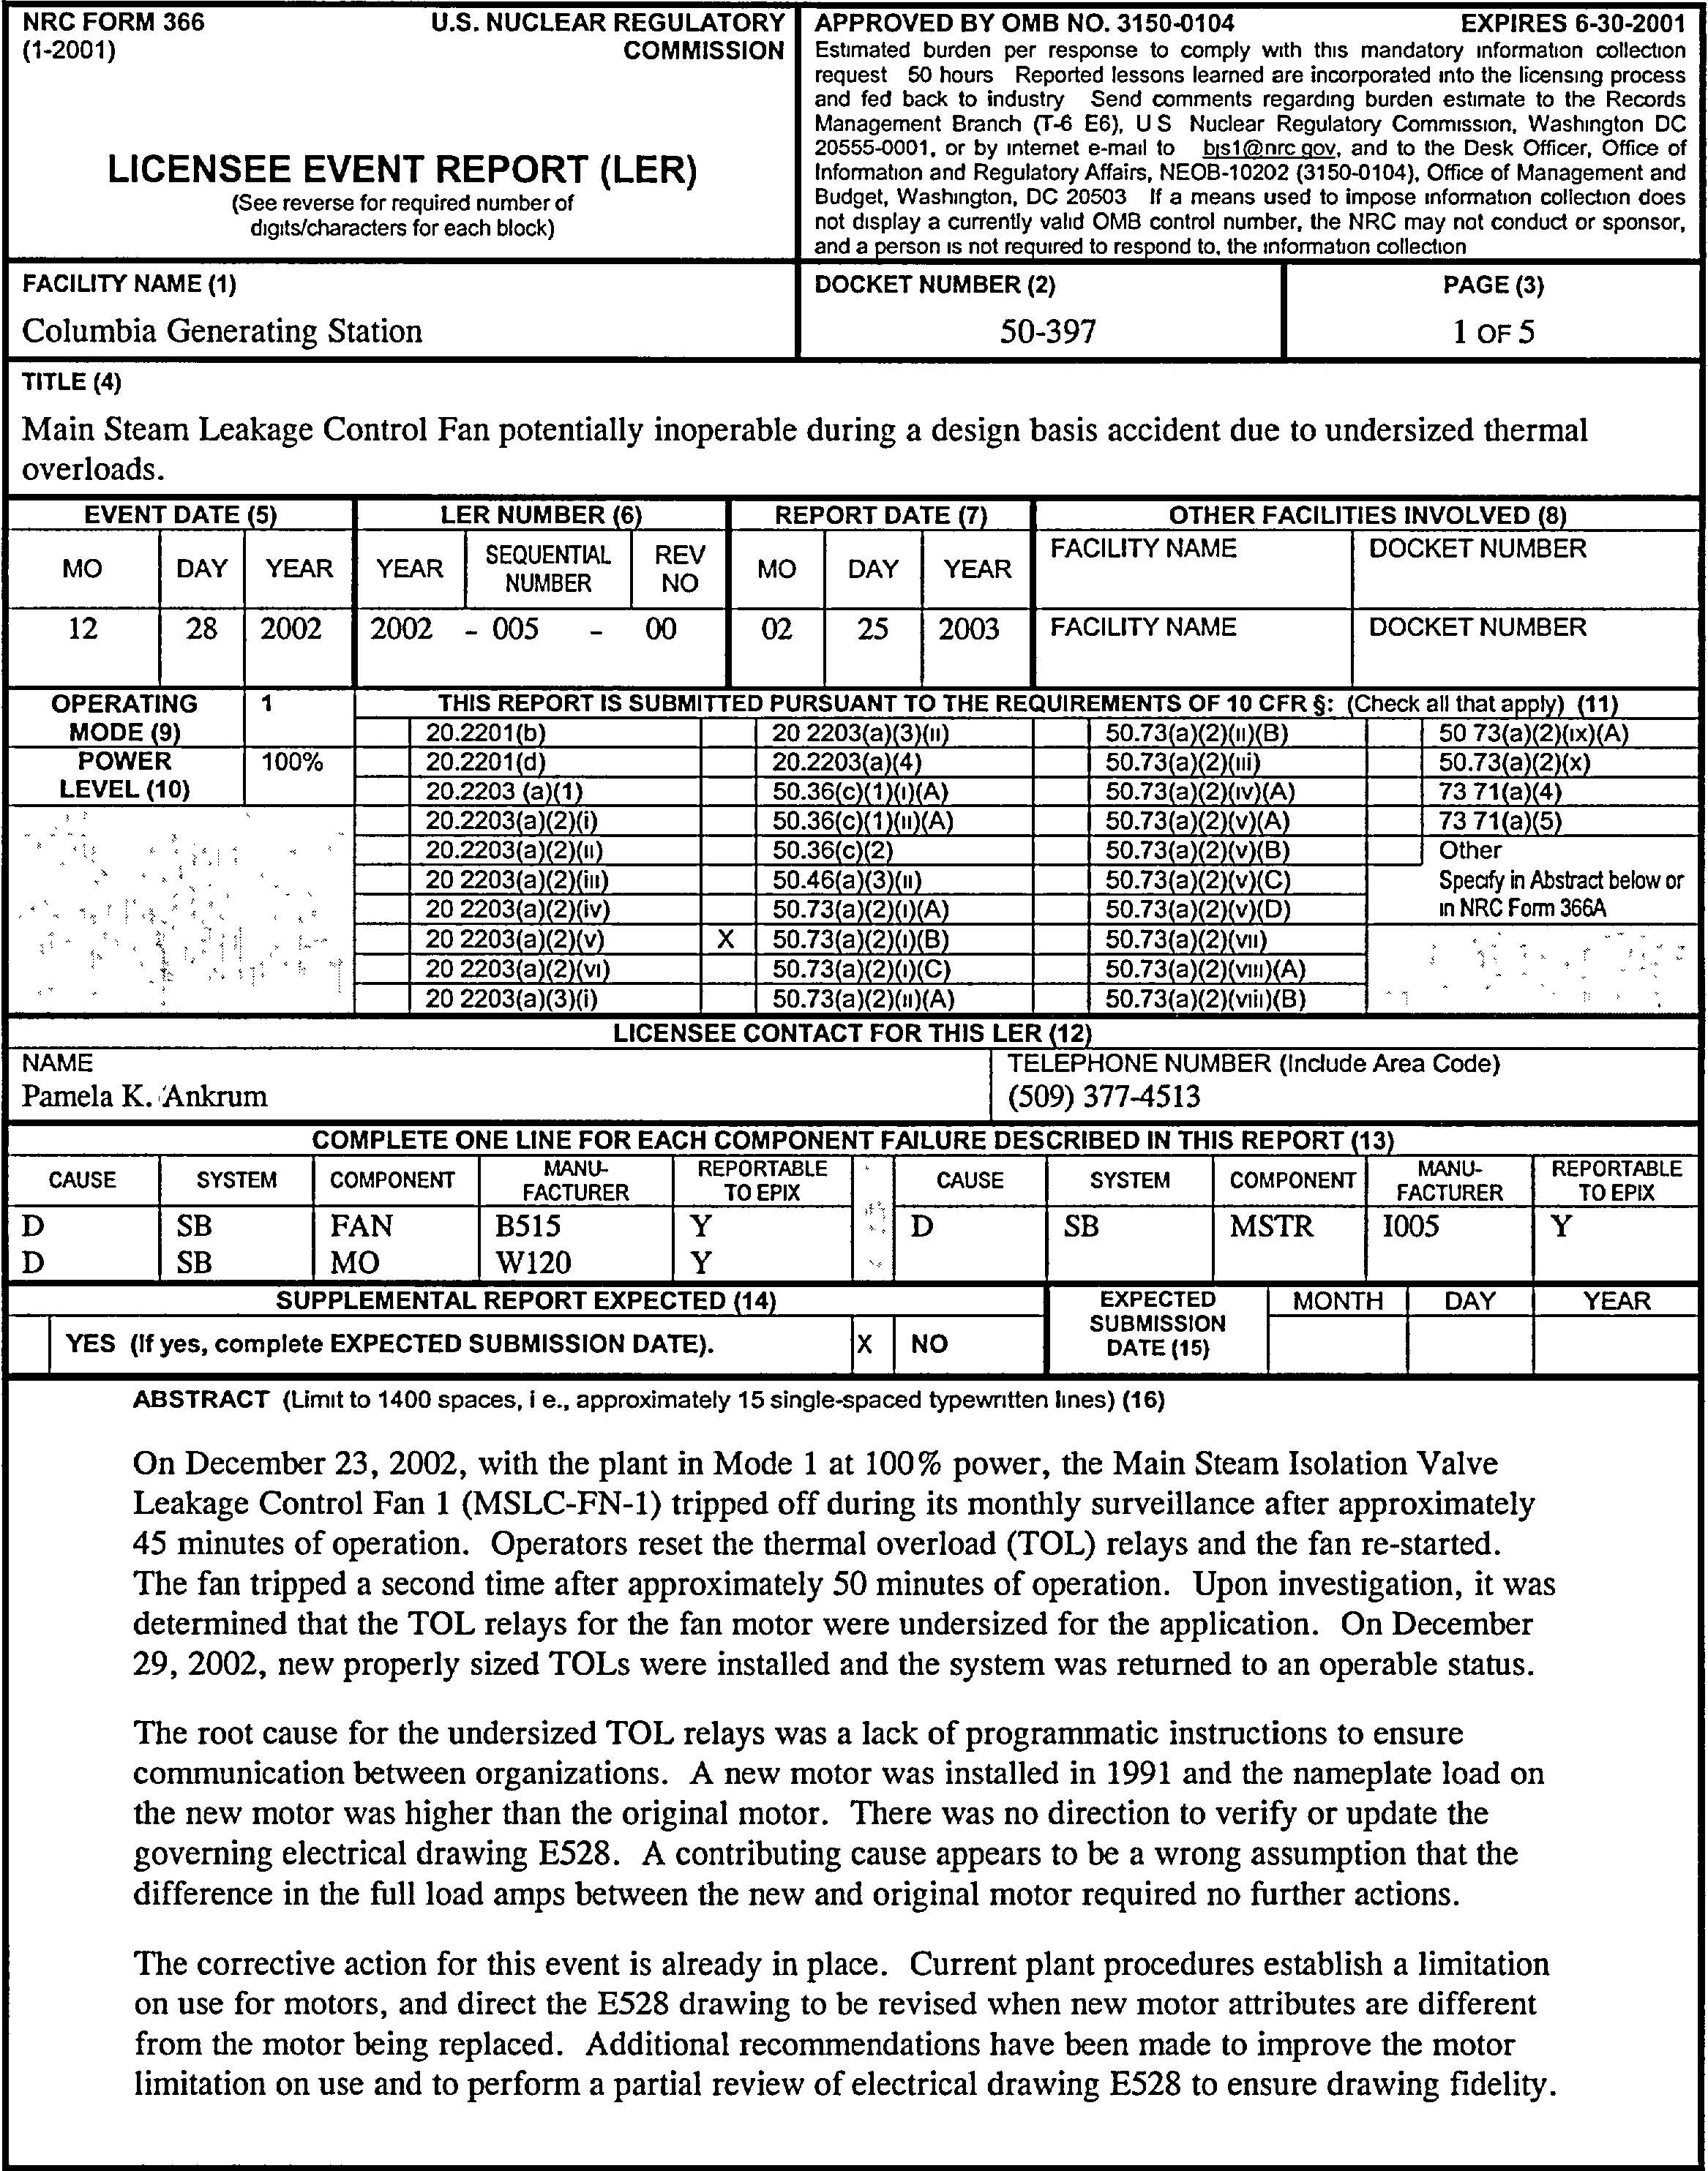 NRC FORM 366
(1-2001)
U.S. NUCLEAR REGULATORY
COMMISSION
LICENSEE EVENT REPORT (LER)
(See reverse for required number of
digits/characters for each block)
APPROVED BY OMB NO. 3150-0104 EXPIRES 6-30-2001
Estimated burden per response to comply with this mandatory information collection
request 50 hours Reported lessons learned are incorporated into the licensing process
and fed back to industry Send comments regarding burden estimate to the Records
Management Branch (T-6 E6), U S Nuclear Regulatory Commission, Washington DC
20555-0001, or by internet e-mail to bjs1@nrc gov, and to the Desk Officer, Office of
Information and Regulatory Affairs, NEOB-10202 (3150-0104), Office of Management and
Budget, Washington, DC 20503 If a means used to impose information collection does
not display a currently valid OMB control number, the NRC may not conduct or sponsor,
and a person is not required to respond to, the information collection
FACILITY NAME (1) DOCKET NUMBER (2) PAGE (3)
Columbia Generating Station 50-397 1 OF 5
TITLE (4)
Main Steam Leakage Control Fan potentially inoperable during a design basis accident due to undersized thermal
overloads.
EVENT DATE (5) LER NUMBER (6) REPORT DATE (7) OTHER FACILITIES INVOLVED (8)
MO DAY YEAR YEAR SEQUENTIAL NUMBER REV NO MO DAY YEAR FACILITY NAME DOCKET NUMBER
12 28 2002 2002 - 005 - 00 02 25 2003 FACILITY NAME DOCKET NUMBER
OPERATING MODE (9) 1
POWER LEVEL (10) 100%
THIS REPORT IS SUBMITTED PURSUANT TO THE REQUIREMENTS OF 10 CFR §: (Check all that apply) (11)
20.2201(b) 20 2203(a)(3)(ii) 50.73(a)(2)(ii)(B) 50 73(a)(2)(ix)(A)
20.2201(d) 20.2203(a)(4) 50.73(a)(2)(iii) 50.73(a)(2)(x)
20.2203 (a)(1) 50.36(c)(1)(i)(A) 50.73(a)(2)(iv)(A) 73 71(a)(4)
20.2203(a)(2)(i) 50.36(c)(1)(ii)(A) 50.73(a)(2)(v)(A) 73 71(a)(5)
20.2203(a)(2)(ii) 50.36(c)(2) 50.73(a)(2)(v)(B) Other
20 2203(a)(2)(iii) 50.46(a)(3)(ii) 50.73(a)(2)(v)(C) Specify in Abstract below or
20 2203(a)(2)(iv) 50.73(a)(2)(i)(A) 50.73(a)(2)(v)(D) in NRC Form 366A
20 2203(a)(2)(v) X 50.73(a)(2)(i)(B) 50.73(a)(2)(vii)
20 2203(a)(2)(vi) 50.73(a)(2)(i)(C) 50.73(a)(2)(viii)(A)
20 2203(a)(3)(i) 50.73(a)(2)(ii)(A) 50.73(a)(2)(viii)(B)
LICENSEE CONTACT FOR THIS LER (12)
NAME TELEPHONE NUMBER (Include Area Code)
Pamela K. Ankrum (509) 377-4513
COMPLETE ONE LINE FOR EACH COMPONENT FAILURE DESCRIBED IN THIS REPORT (13)
CAUSE SYSTEM COMPONENT MANU-FACTURER REPORTABLE TO EPIX CAUSE SYSTEM COMPONENT MANU-FACTURER REPORTABLE TO EPIX
D SB FAN B515 Y D SB MSTR I005 Y
D SB MO W120 Y
SUPPLEMENTAL REPORT EXPECTED (14) EXPECTED SUBMISSION DATE (15) MONTH DAY YEAR
YES (If yes, complete EXPECTED SUBMISSION DATE). X NO
ABSTRACT (Limit to 1400 spaces, i e., approximately 15 single-spaced typewritten lines) (16)
On December 23, 2002, with the plant in Mode 1 at 100% power, the Main Steam Isolation Valve
Leakage Control Fan 1 (MSLC-FN-1) tripped off during its monthly surveillance after approximately
45 minutes of operation. Operators reset the thermal overload (TOL) relays and the fan re-started.
The fan tripped a second time after approximately 50 minutes of operation. Upon investigation, it was
determined that the TOL relays for the fan motor were undersized for the application. On December
29, 2002, new properly sized TOLs were installed and the system was returned to an operable status.
The root cause for the undersized TOL relays was a lack of programmatic instructions to ensure
communication between organizations. A new motor was installed in 1991 and the nameplate load on
the new motor was higher than the original motor. There was no direction to verify or update the
governing electrical drawing E528. A contributing cause appears to be a wrong assumption that the
difference in the full load amps between the new and original motor required no further actions.
The corrective action for this event is already in place. Current plant procedures establish a limitation
on use for motors, and direct the E528 drawing to be revised when new motor attributes are different
from the motor being replaced. Additional recommendations have been made to improve the motor
limitation on use and to perform a partial review of electrical drawing E528 to ensure drawing fidelity.